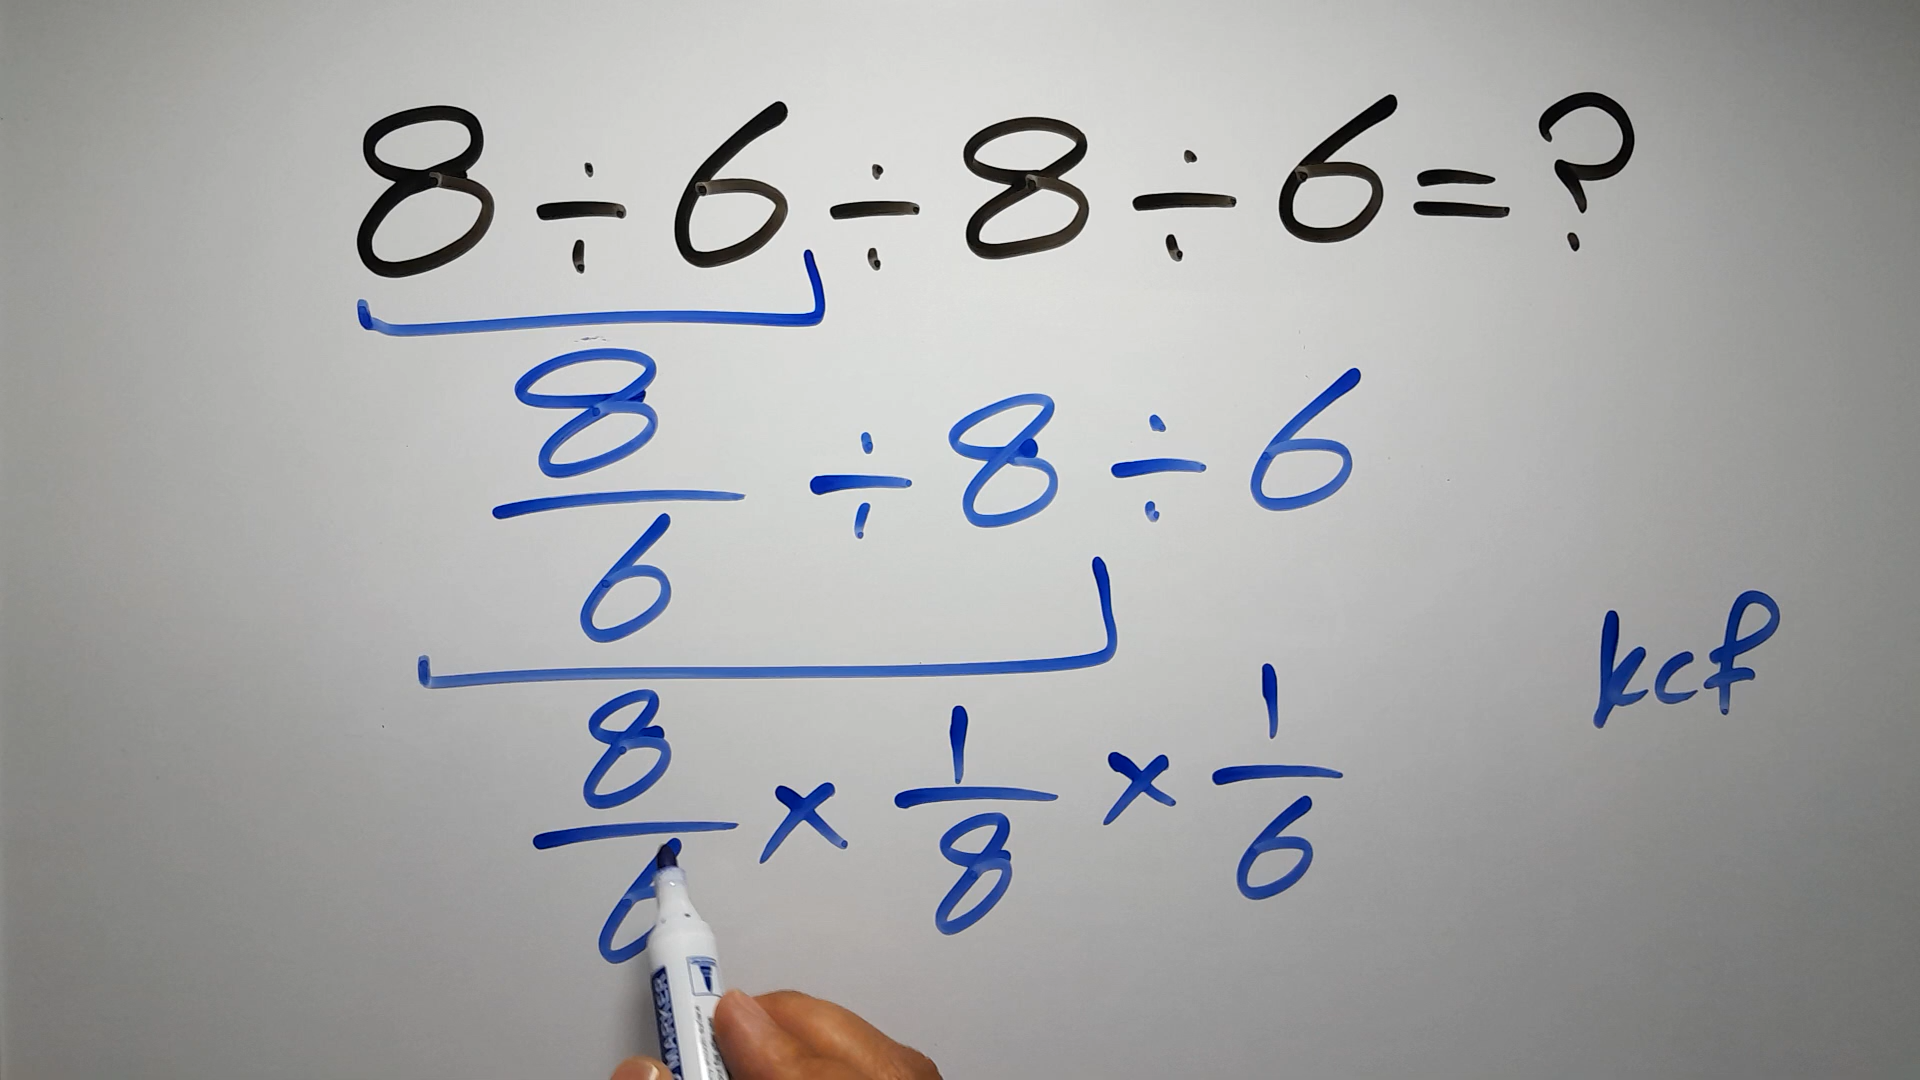 8 ÷ 6 ÷ 8 ÷ 6 = ?
8/6 ÷ 8 ÷ 6
kcf
8/6 × 1/8 × 1/6
MARKER